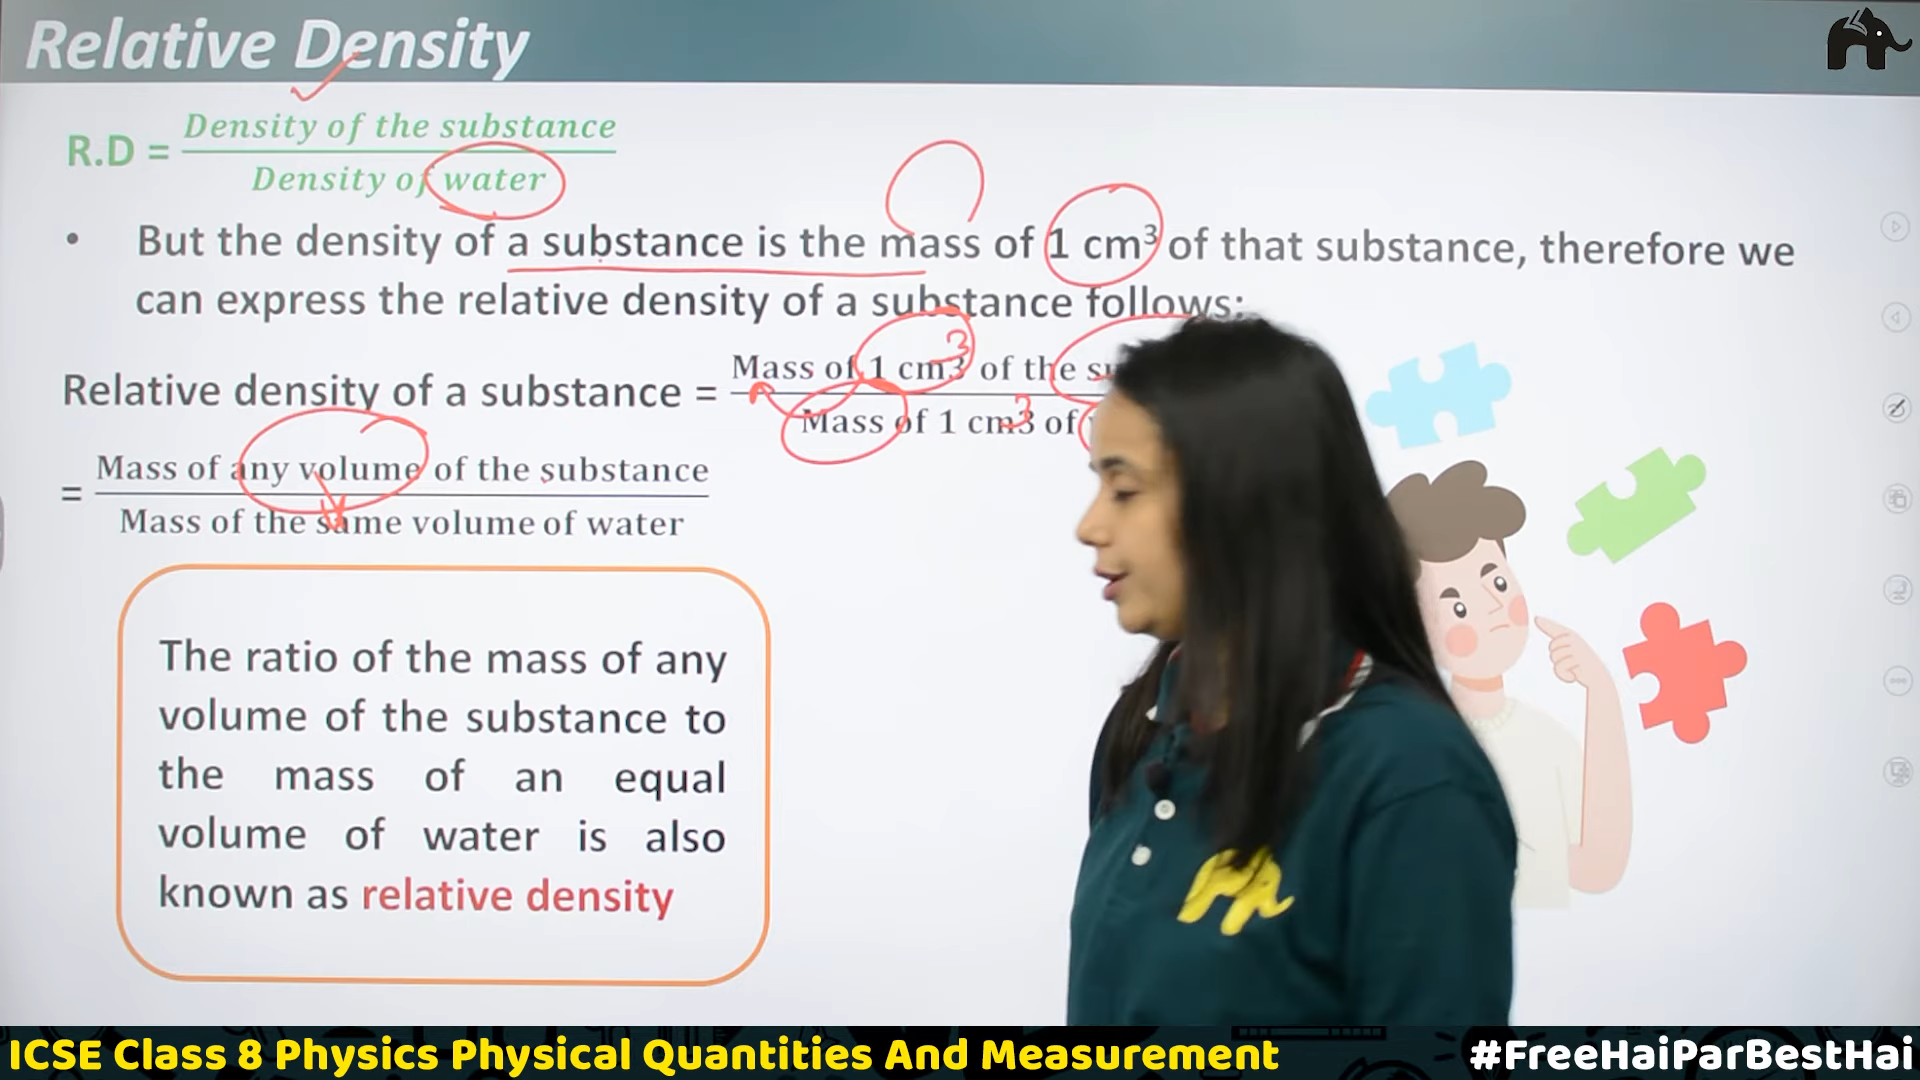 Relative Density
R.D = Density of the substance
Density of water
• But the density of a substance is the mass of 1 cm³ of that substance, therefore we
can express the relative density of a substance follows:
Relative density of a substance = Mass of 1 cm3 of the
3
Mass of 1 cm3 of
3
= Mass of any volume of the substance
Mass of the same volume of water
The ratio of the mass of any
volume of the substance to
the mass of an equal
volume of water is also
known as relative density
ICSE Class 8 Physics Physical Quantities And Measurement
#FreeHaiParBestHai